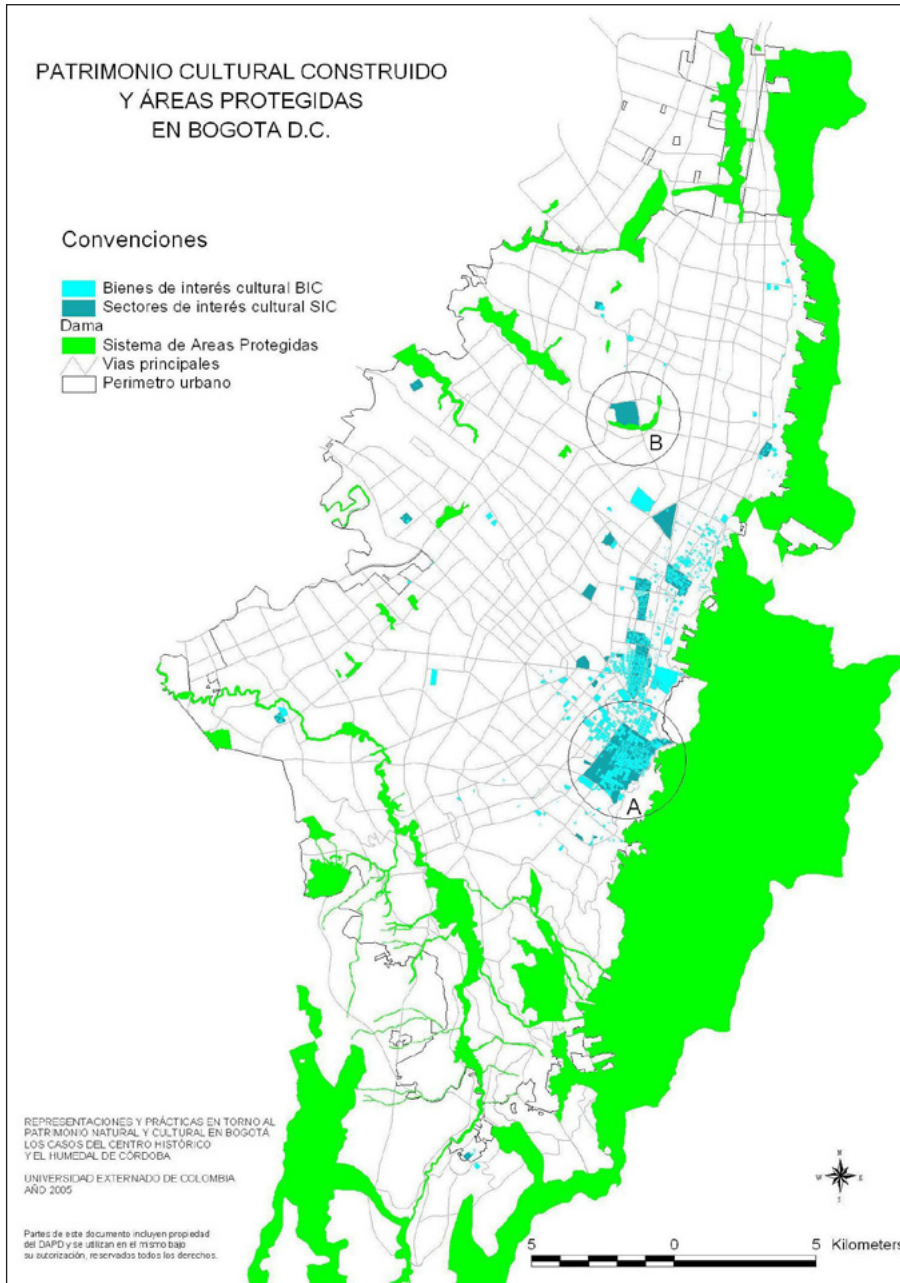 PATRIMONIO CULTURAL CONSTRUIDO
Y ÁREAS PROTEGIDAS
EN BOGOTA D.C.
Convenciones
Bienes de interés cultural BIC
Sectores de interés cultural SIC
Dama
Sistema de Areas Protegidas
Vias principales
Perimetro urbano
B
A
REPRESENTACIONES Y PRÁCTICAS EN TORNO AL
PATRIMONIO NATURAL Y CULTURAL EN BOGOTÁ
LOS CASOS DEL CENTRO HISTÓRICO
Y EL HUMEDAL DE CÓRDOBA
UNIVERSIDAD EXTERNADO DE COLOMBIA
AÑO 2005
Partes de este documento incluyen propiedad
del DAPD y se utilizan en el mismo bajo
su autorización, reservados todos los derechos.
N
W E
S
5 0 5 Kilometers